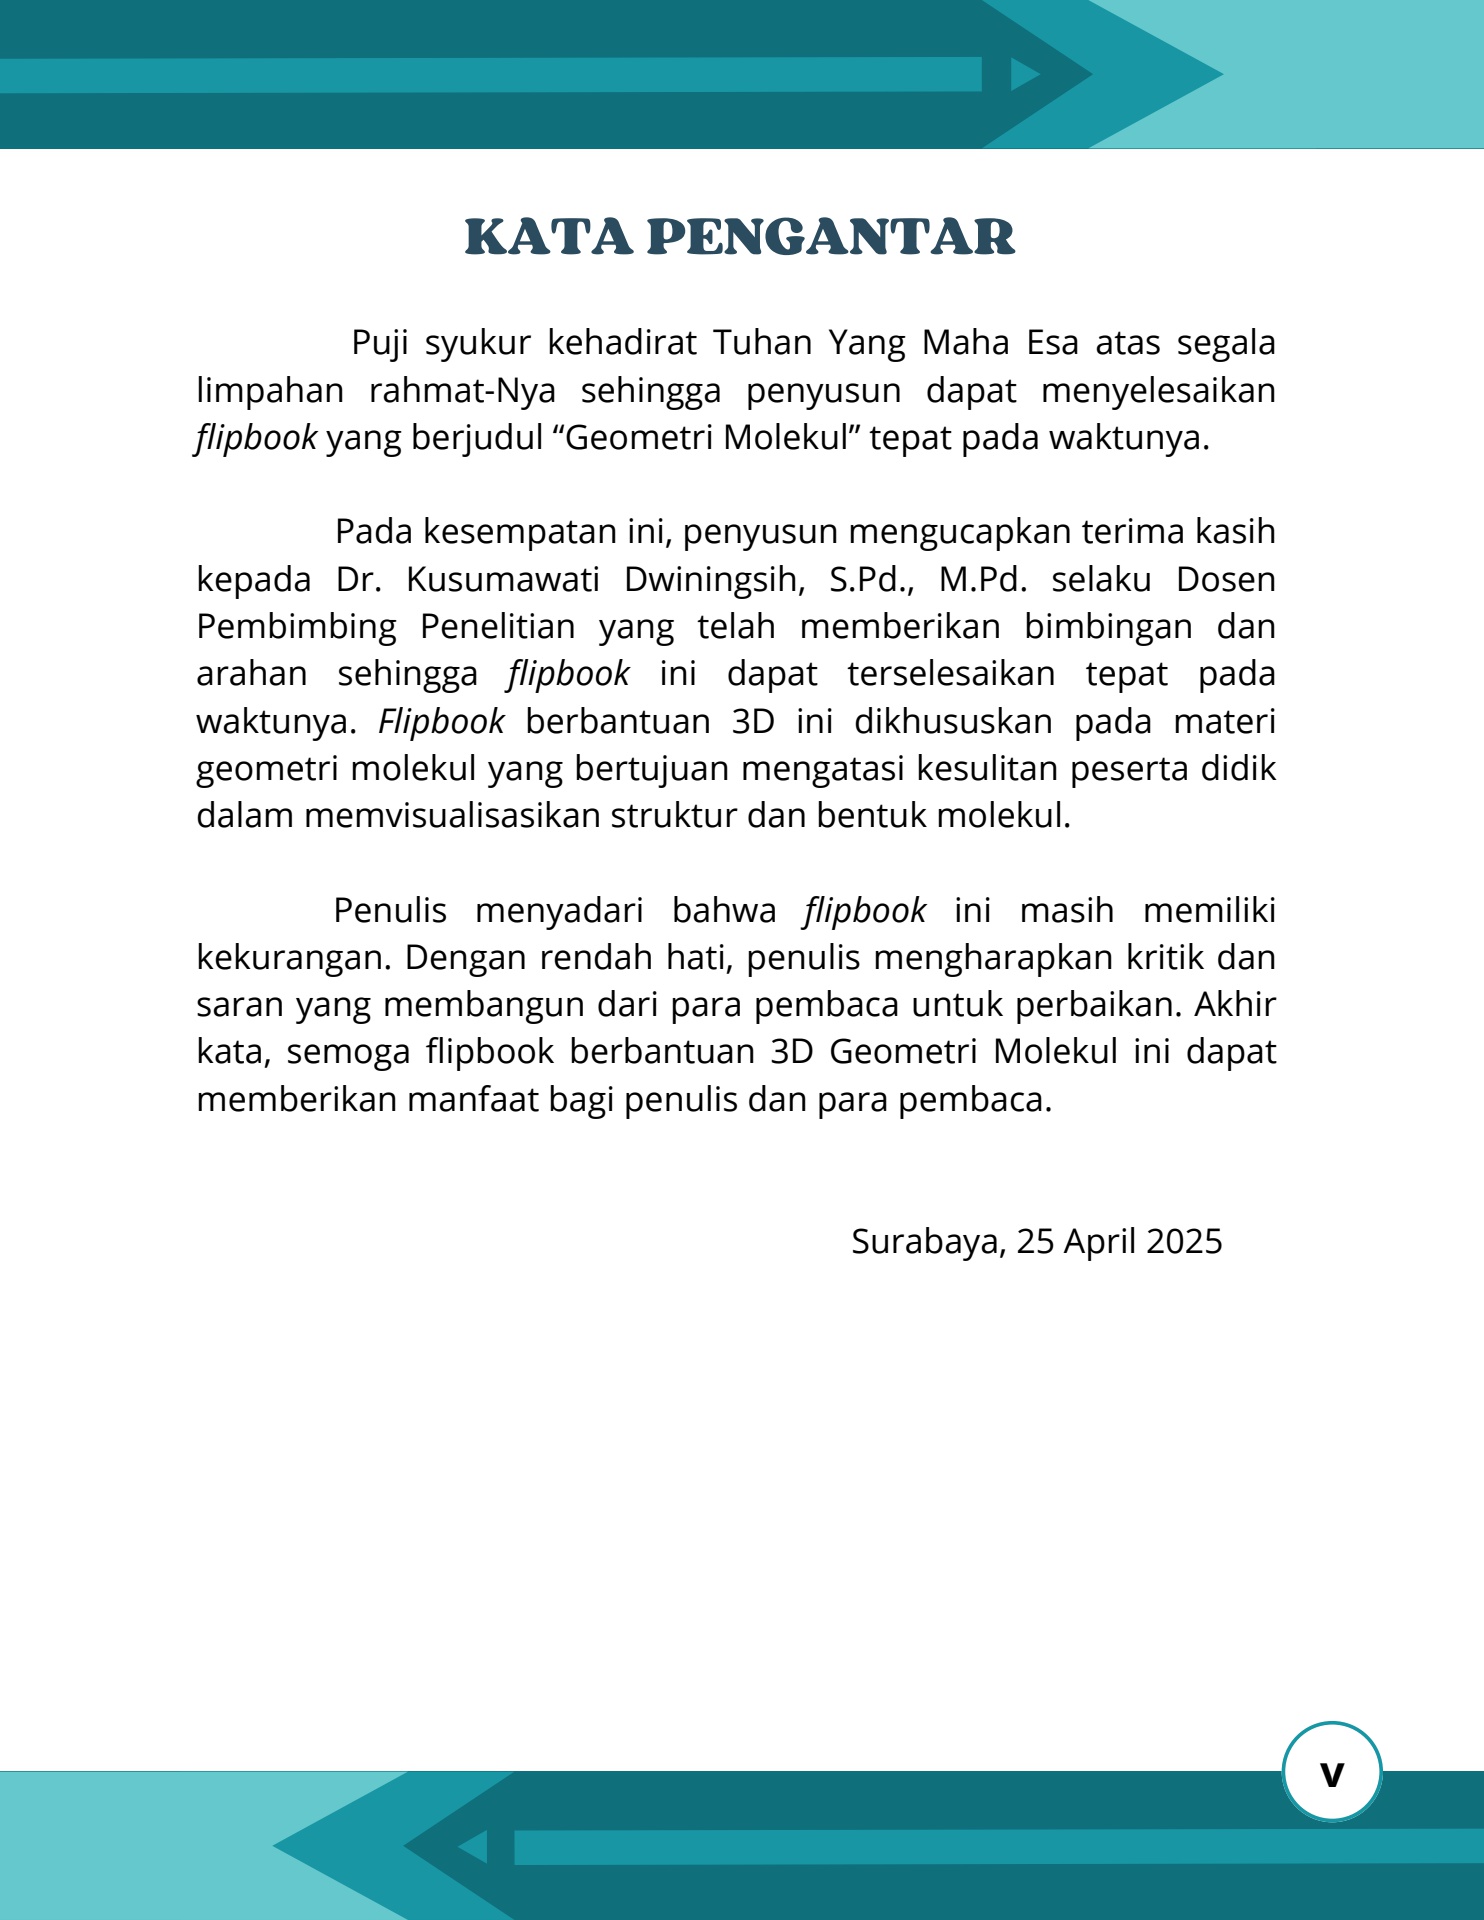 KATA PENGANTAR
Puji syukur kehadirat Tuhan Yang Maha Esa atas segala
limpahan rahmat-Nya sehingga penyusun dapat menyelesaikan
flipbook yang berjudul “Geometri Molekul” tepat pada waktunya.
Pada kesempatan ini, penyusun mengucapkan terima kasih
kepada Dr. Kusumawati Dwiningsih, S.Pd., M.Pd. selaku Dosen
Pembimbing Penelitian yang telah memberikan bimbingan dan
arahan sehingga flipbook ini dapat terselesaikan tepat pada
waktunya. Flipbook berbantuan 3D ini dikhususkan pada materi
geometri molekul yang bertujuan mengatasi kesulitan peserta didik
dalam memvisualisasikan struktur dan bentuk molekul.
Penulis menyadari bahwa flipbook ini masih memiliki
kekurangan. Dengan rendah hati, penulis mengharapkan kritik dan
saran yang membangun dari para pembaca untuk perbaikan. Akhir
kata, semoga flipbook berbantuan 3D Geometri Molekul ini dapat
memberikan manfaat bagi penulis dan para pembaca.
Surabaya, 25 April 2025
v